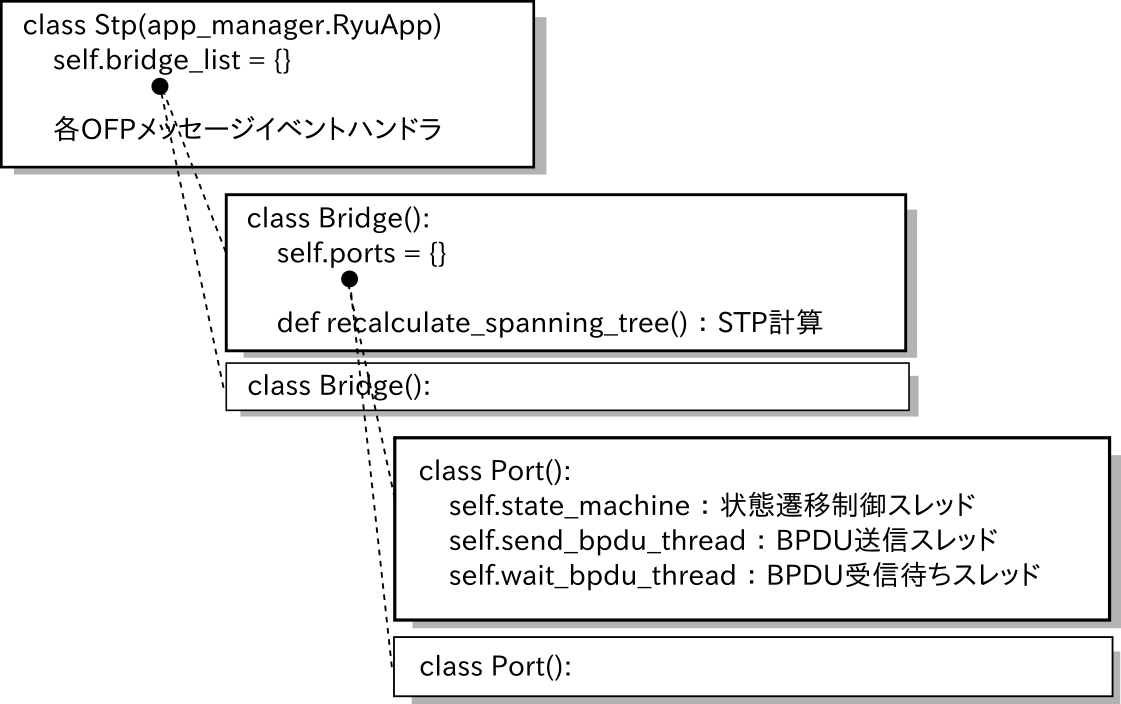 class Stp(app_manager.RyuApp)
self.bridge_list = {}
各OFPメッセージイベントハンドラ
class Bridge():
self.ports = {}
def recalculate_spanning_tree()：STP計算
class Bridge():
class Port():
self.state_machine：状態遷移制御スレッド
self.send_bpdu_thread：BPDU送信スレッド
self.wait_bpdu_thread：BPDU受信待ちスレッド
class Port():